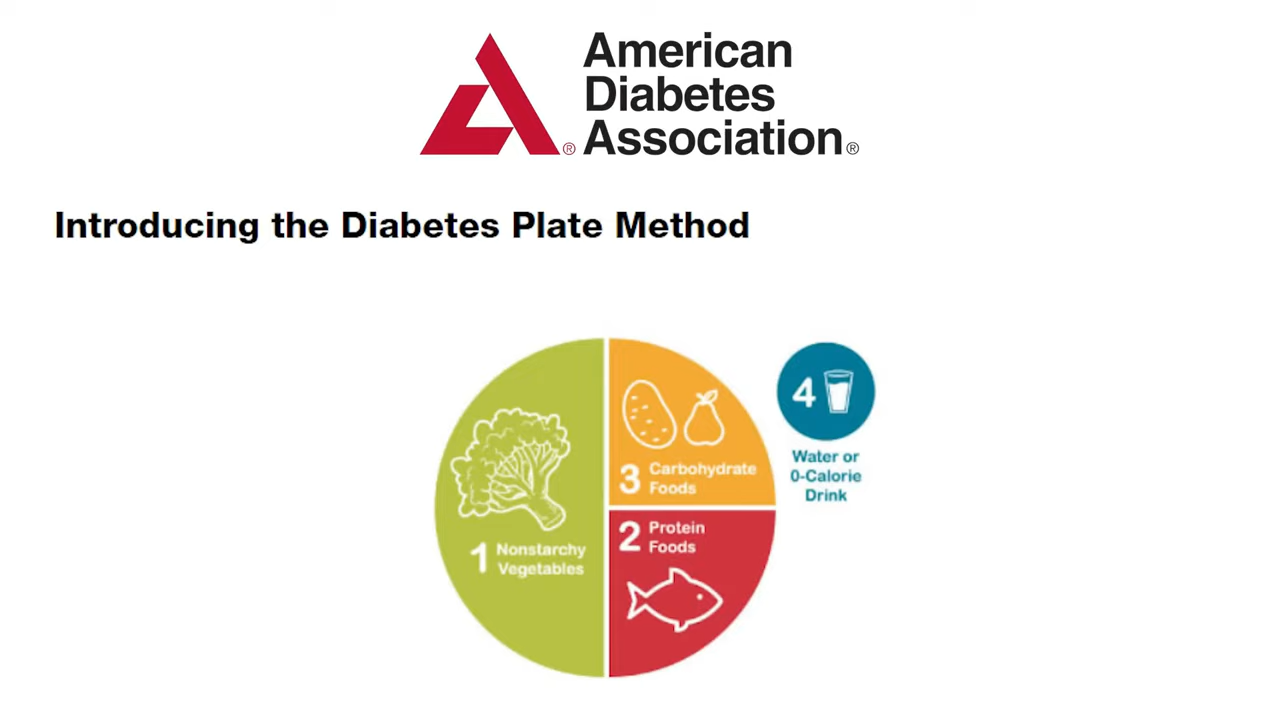 American
Diabetes
® Association®
Introducing the Diabetes Plate Method
1 Nonstarchy
Vegetables
3 Carbohydrate
Foods
2 Protein
Foods
4
Water or
0-Calorie
Drink